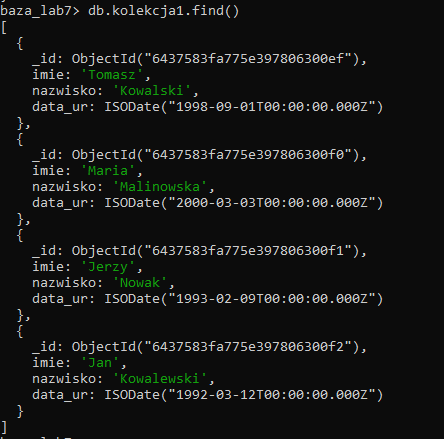 baza_lab7> db.kolekcja1.find()
[
  {
    _id: ObjectId("6437583fa775e397806300ef"),
    imie: 'Tomasz',
    nazwisko: 'Kowalski',
    data_ur: ISODate("1998-09-01T00:00:00.000Z")
  },
  {
    _id: ObjectId("6437583fa775e397806300f0"),
    imie: 'Maria',
    nazwisko: 'Malinowska',
    data_ur: ISODate("2000-03-03T00:00:00.000Z")
  },
  {
    _id: ObjectId("6437583fa775e397806300f1"),
    imie: 'Jerzy',
    nazwisko: 'Nowak',
    data_ur: ISODate("1993-02-09T00:00:00.000Z")
  },
  {
    _id: ObjectId("6437583fa775e397806300f2"),
    imie: 'Jan',
    nazwisko: 'Kowalewski',
    data_ur: ISODate("1992-03-12T00:00:00.000Z")
  }
]